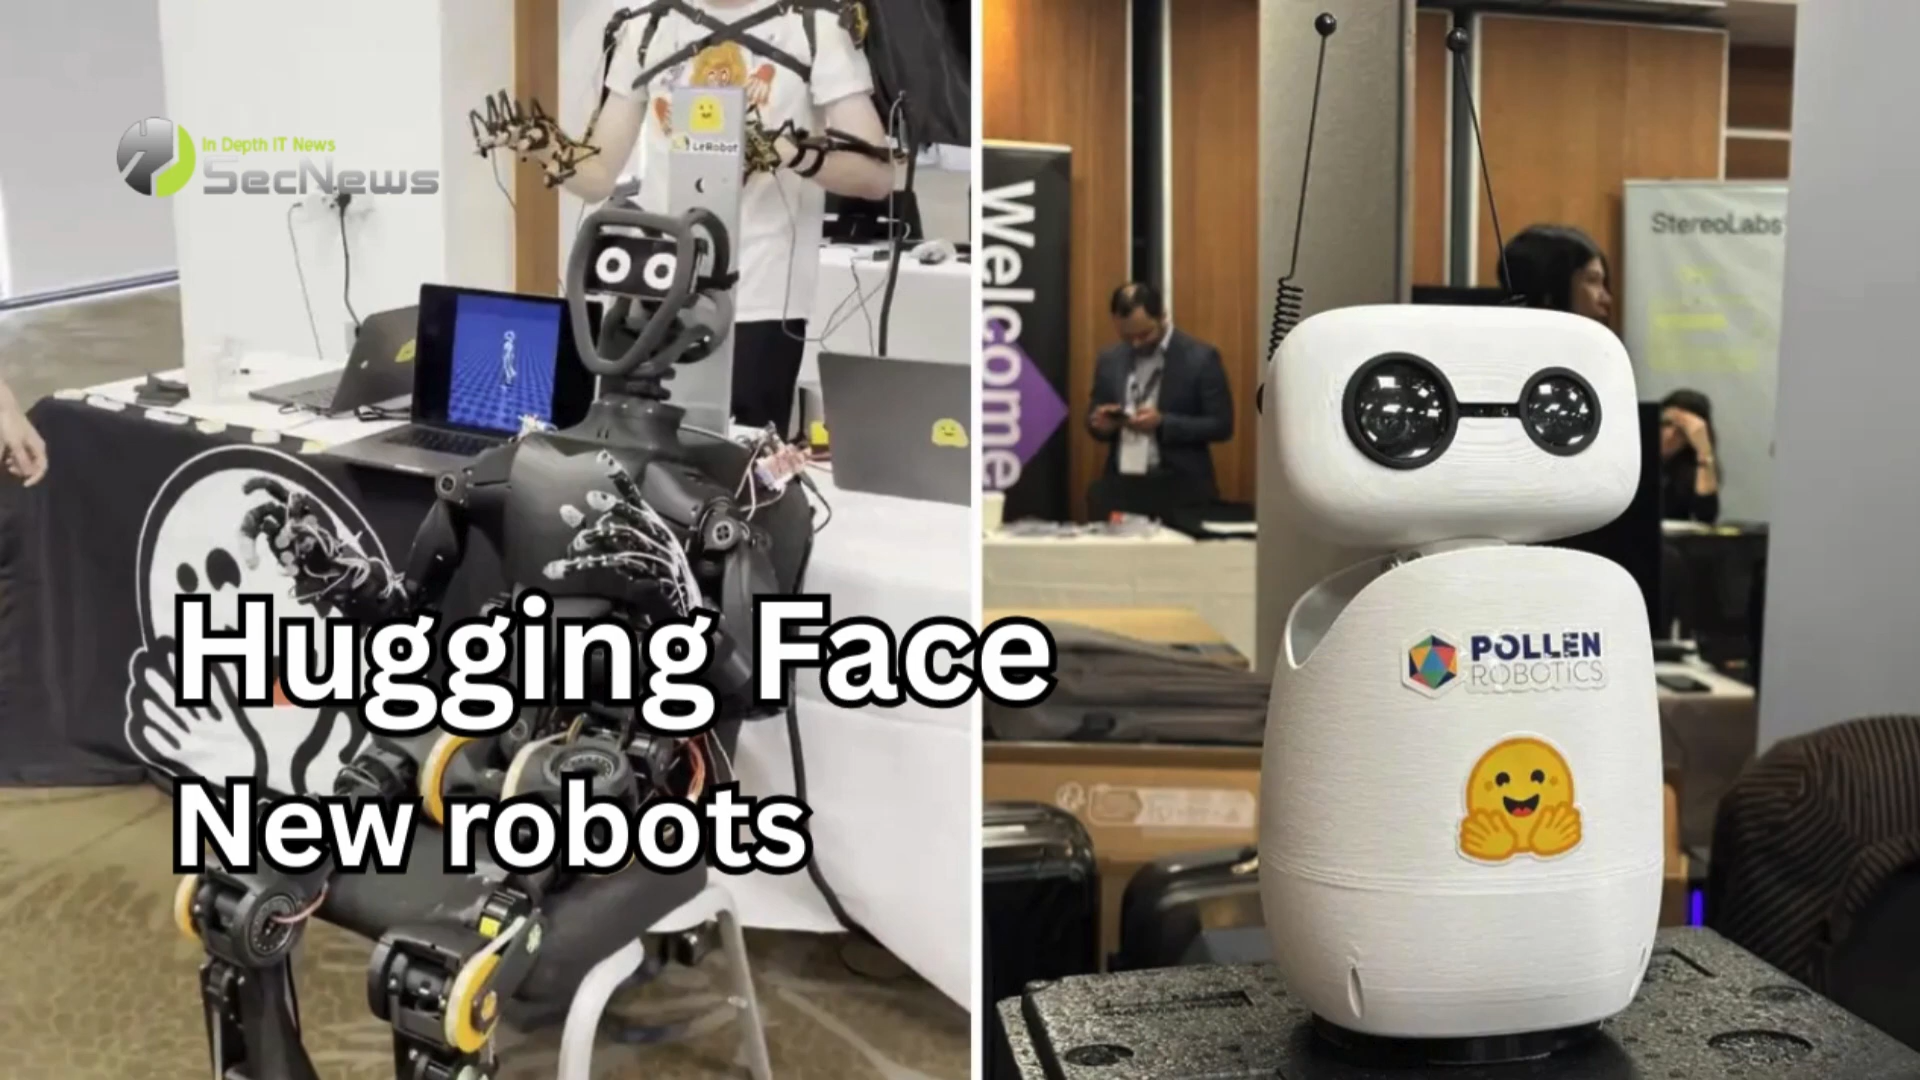 In Depth IT News
SecNews
LeRobot
Hugging Face
New robots
Welcome
StereoLabs
POLLEN
ROBOTICS